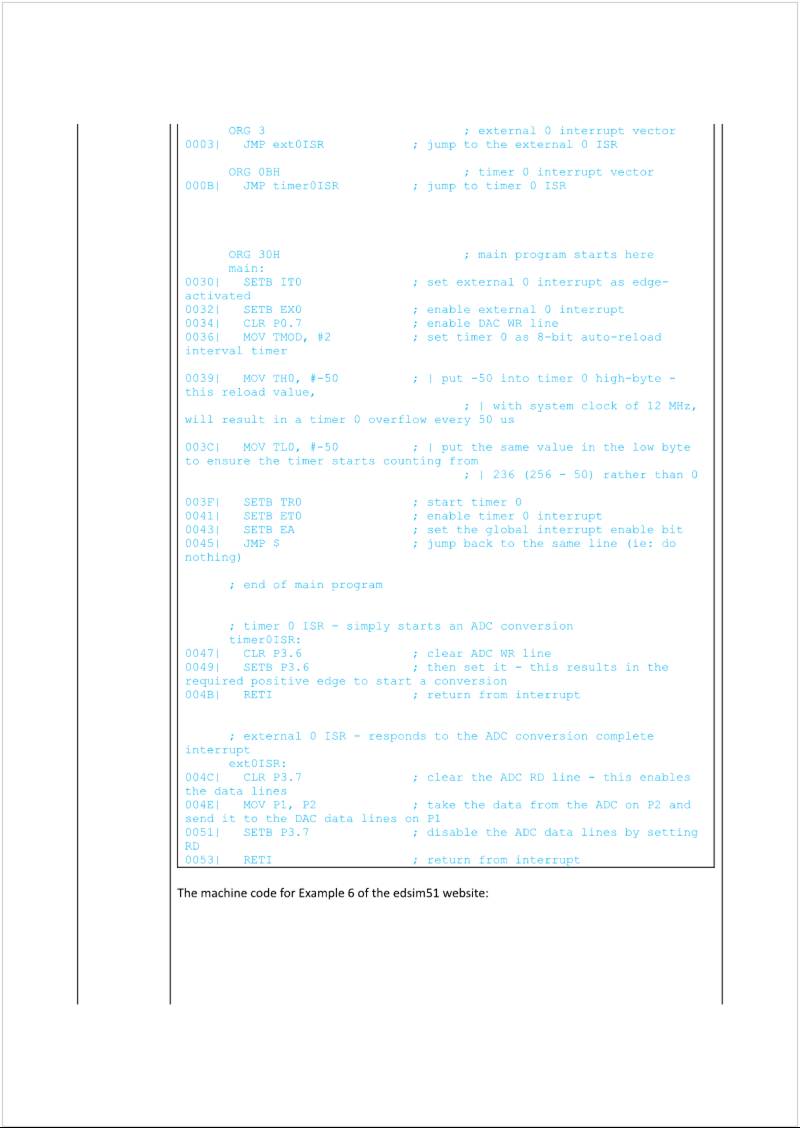 ORG 3 ; external 0 interrupt vector
0003| JMP ext0ISR ; jump to the external 0 ISR
ORG 0BH ; timer 0 interrupt vector
000B| JMP timer0ISR ; jump to timer 0 ISR
ORG 30H ; main program starts here
main:
0030| SETB IT0 ; set external 0 interrupt as edge-
activated
0032| SETB EX0 ; enable external 0 interrupt
0034| CLR P0.7 ; enable DAC WR line
0036| MOV TMOD, #2 ; set timer 0 as 8-bit auto-reload
interval timer
0039| MOV TH0, #-50 ; | put -50 into timer 0 high-byte -
this reload value,
; | with system clock of 12 MHz,
will result in a timer 0 overflow every 50 us
003C| MOV TL0, #-50 ; | put the same value in the low byte
to ensure the timer starts counting from
; | 236 (256 - 50) rather than 0
003F| SETB TR0 ; start timer 0
0041| SETB ET0 ; enable timer 0 interrupt
0043| SETB EA ; set the global interrupt enable bit
0045| JMP $ ; jump back to the same line (ie: do
nothing)
; end of main program
; timer 0 ISR - simply starts an ADC conversion
timer0ISR:
0047| CLR P3.6 ; clear ADC WR line
0049| SETB P3.6 ; then set it - this results in the
required positive edge to start a conversion
004B| RETI ; return from interrupt
; external 0 ISR - responds to the ADC conversion complete
interrupt
ext0ISR:
004C| CLR P3.7 ; clear the ADC RD line - this enables
the data lines
004E| MOV P1, P2 ; take the data from the ADC on P2 and
send it to the DAC data lines on P1
0051| SETB P3.7 ; disable the ADC data lines by setting
RD
0053| RETI ; return from interrupt
The machine code for Example 6 of the edsim51 website: